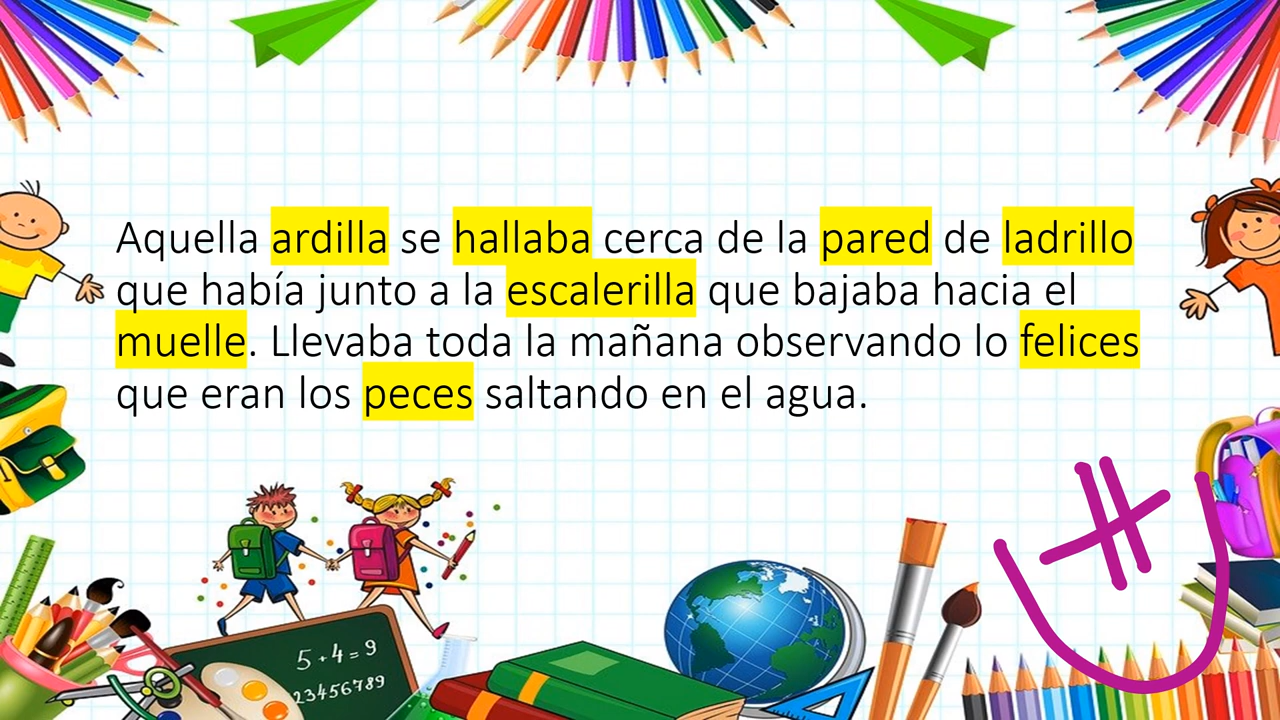 Aquella ardilla se hallaba cerca de la pared de ladrillo
que había junto a la escalerilla que bajaba hacia el
muelle. Llevaba toda la mañana observando lo felices
que eran los peces saltando en el agua.
5+4=9
23456789